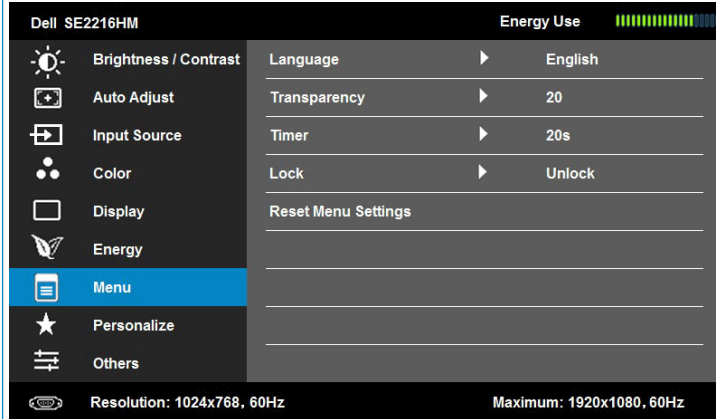 Dell SE2216HM Energy Use
Brightness / Contrast Language English
Auto Adjust Transparency 20
Input Source Timer 20s
Color Lock Unlock
Display Reset Menu Settings
Energy
Menu
Personalize
Others
Resolution: 1024x768, 60Hz Maximum: 1920x1080, 60Hz